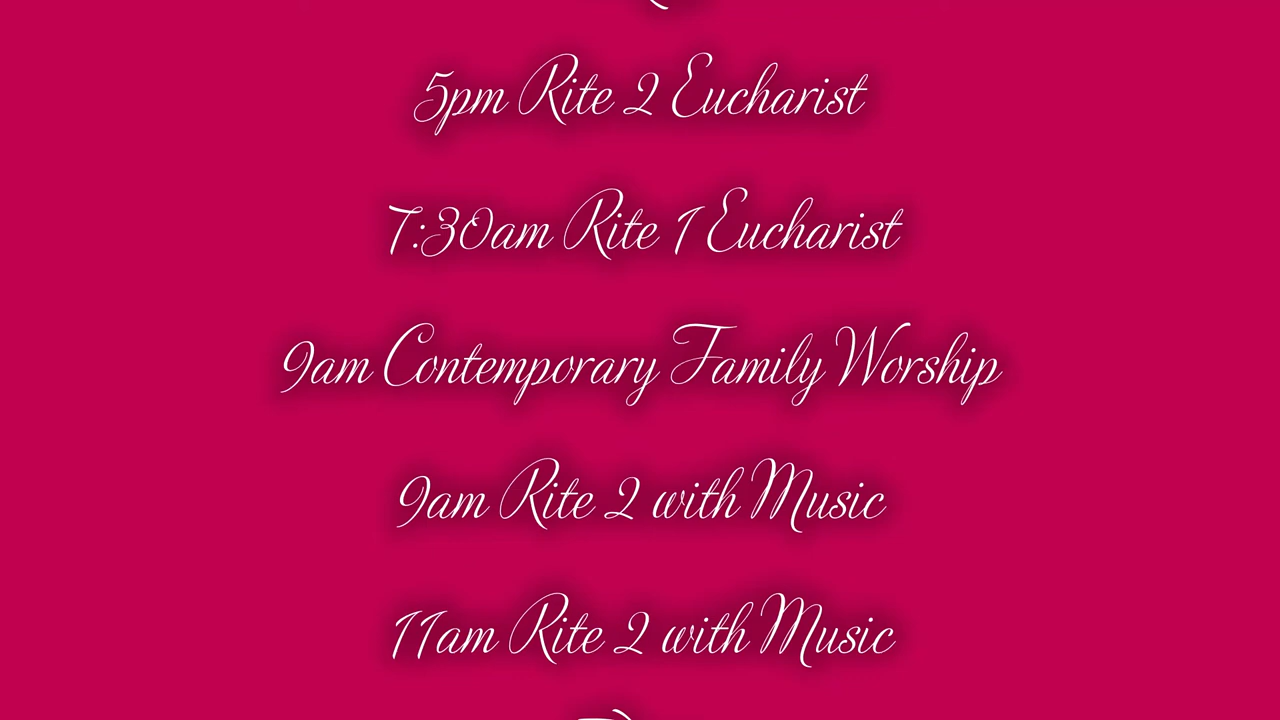 5pm Rite 2 Eucharist
7:30am Rite 1 Eucharist
9am Contemporary Family Worship
9am Rite 2 with Music
11am Rite 2 with Music